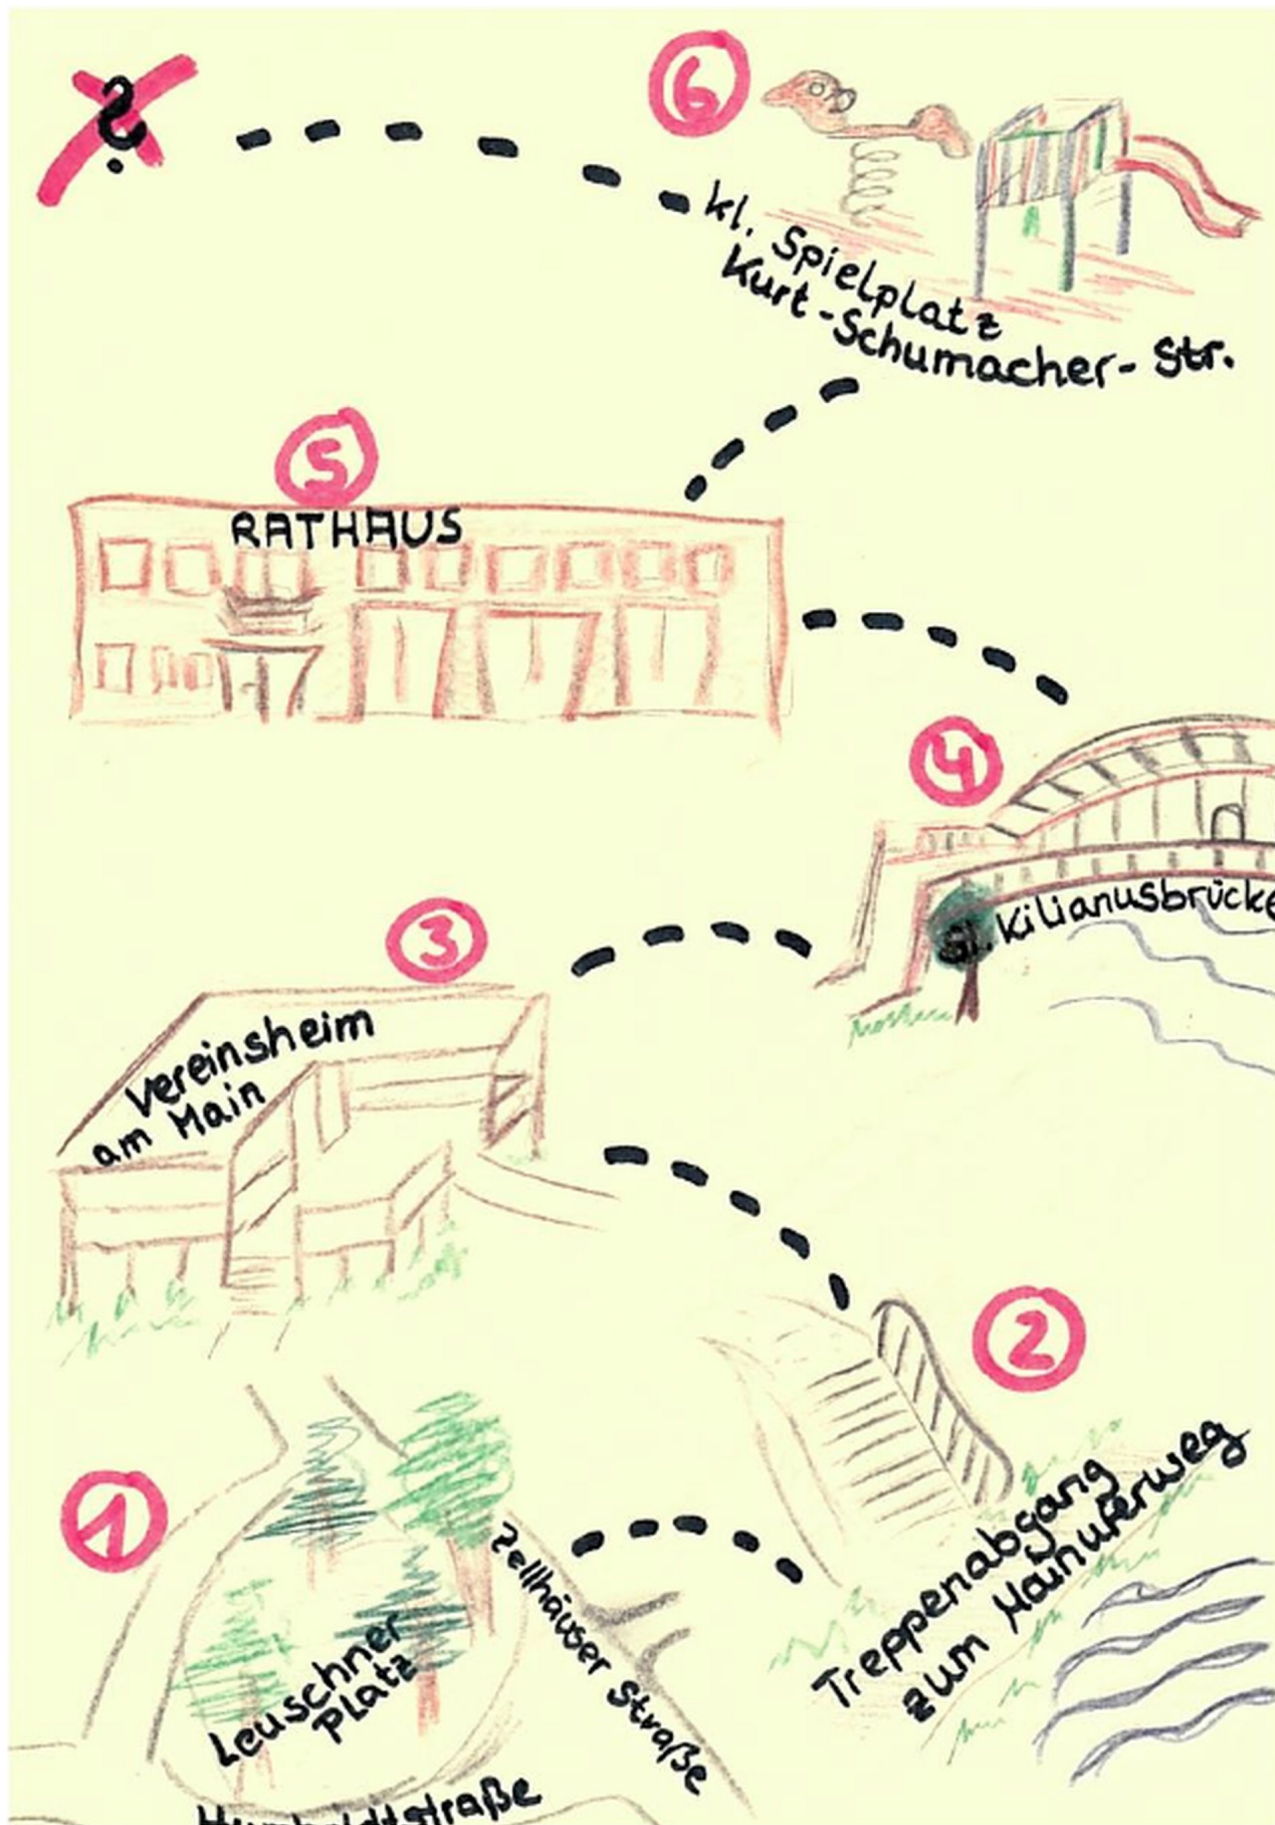 ?
6
kl. Spielplatz
Kurt-Schumacher-Str.
5
RATHAUS
4
St. Kilianusbrücke
3
Vereinsheim
am Main
2
Treppenabgang
zum Mainuferweg
1
Zellhäuser Straße
Leuschner
Platz
Humboldtstraße